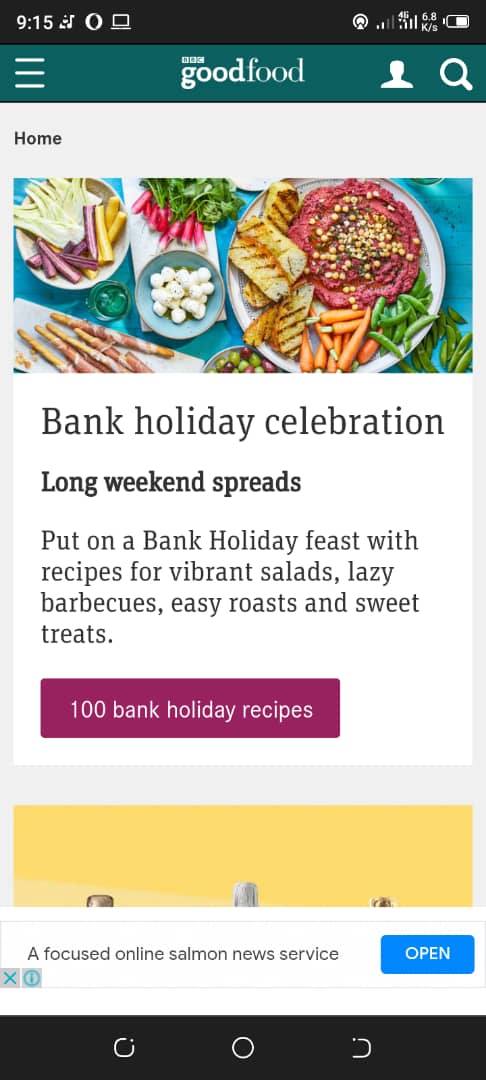 9:15
4G 6.8 K/s
BBC
goodfood
Home
Bank holiday celebration
Long weekend spreads
Put on a Bank Holiday feast with
recipes for vibrant salads, lazy
barbecues, easy roasts and sweet
treats.
100 bank holiday recipes
A focused online salmon news service
OPEN